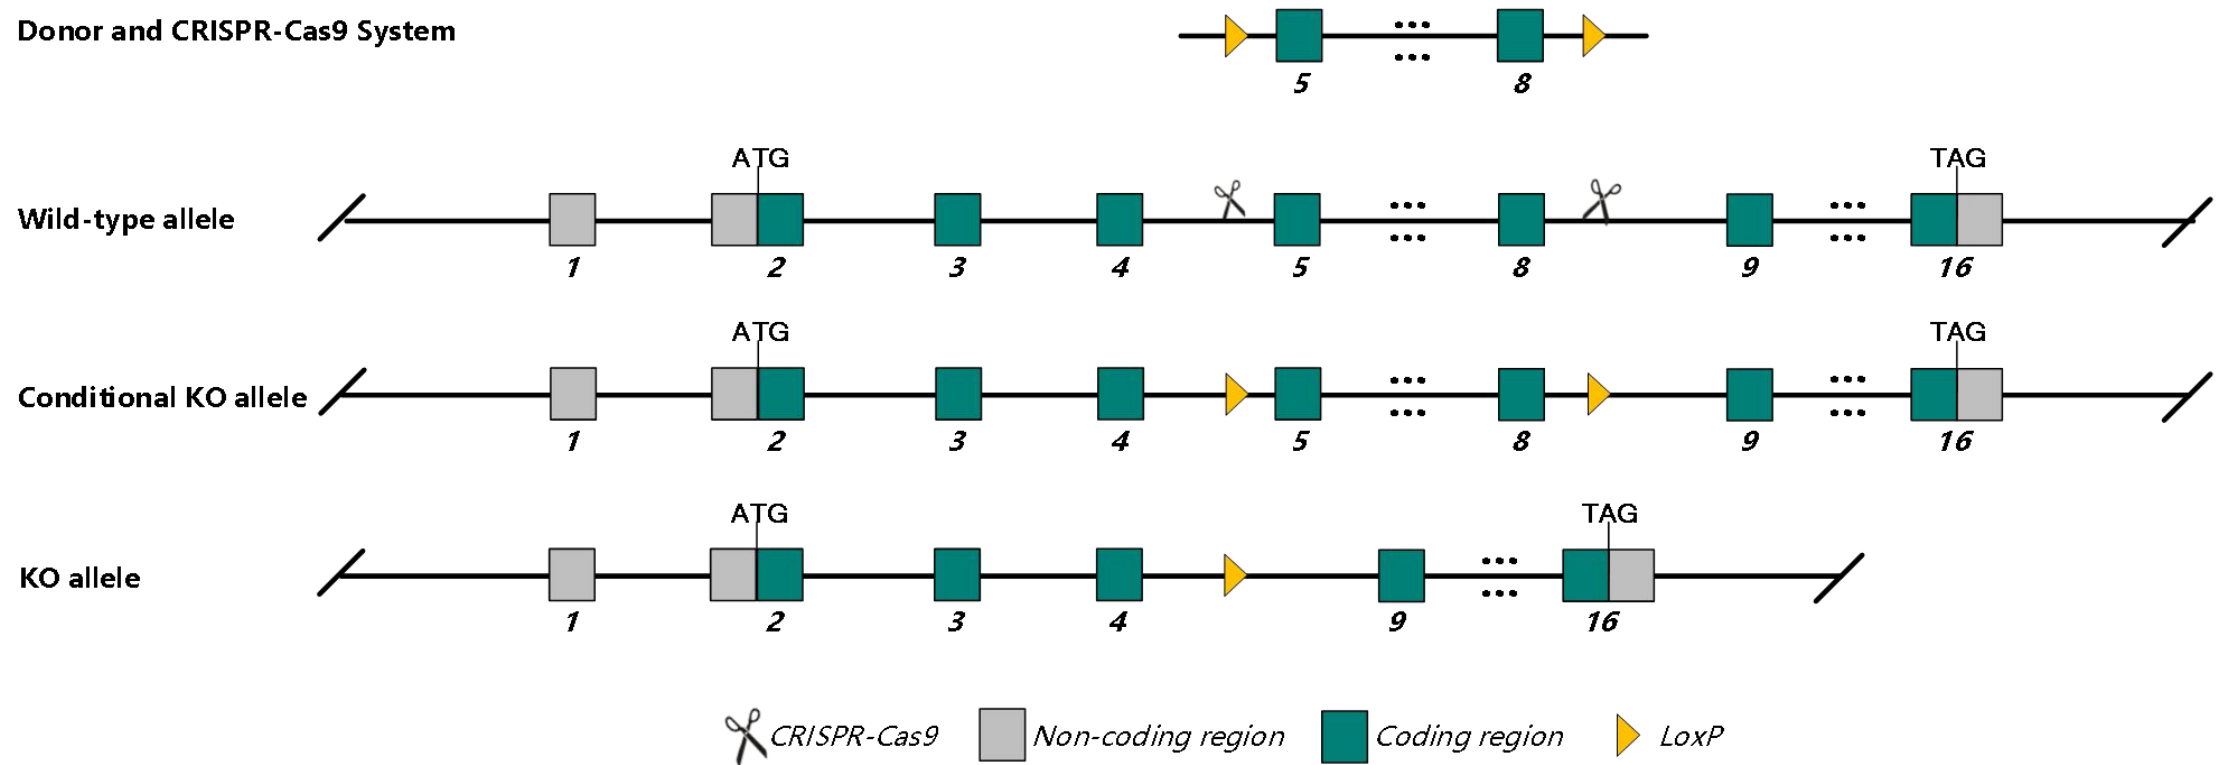 Donor and CRISPR-Cas9 System
5 ... ... 8
ATG TAG
Wild-type allele
1 2 3 4 5 ... ... 8 9 ... ... 16
ATG TAG
Conditional KO allele
1 2 3 4 5 ... ... 8 9 ... ... 16
ATG TAG
KO allele
1 2 3 4 9 ... ... 16
CRISPR-Cas9 Non-coding region Coding region LoxP